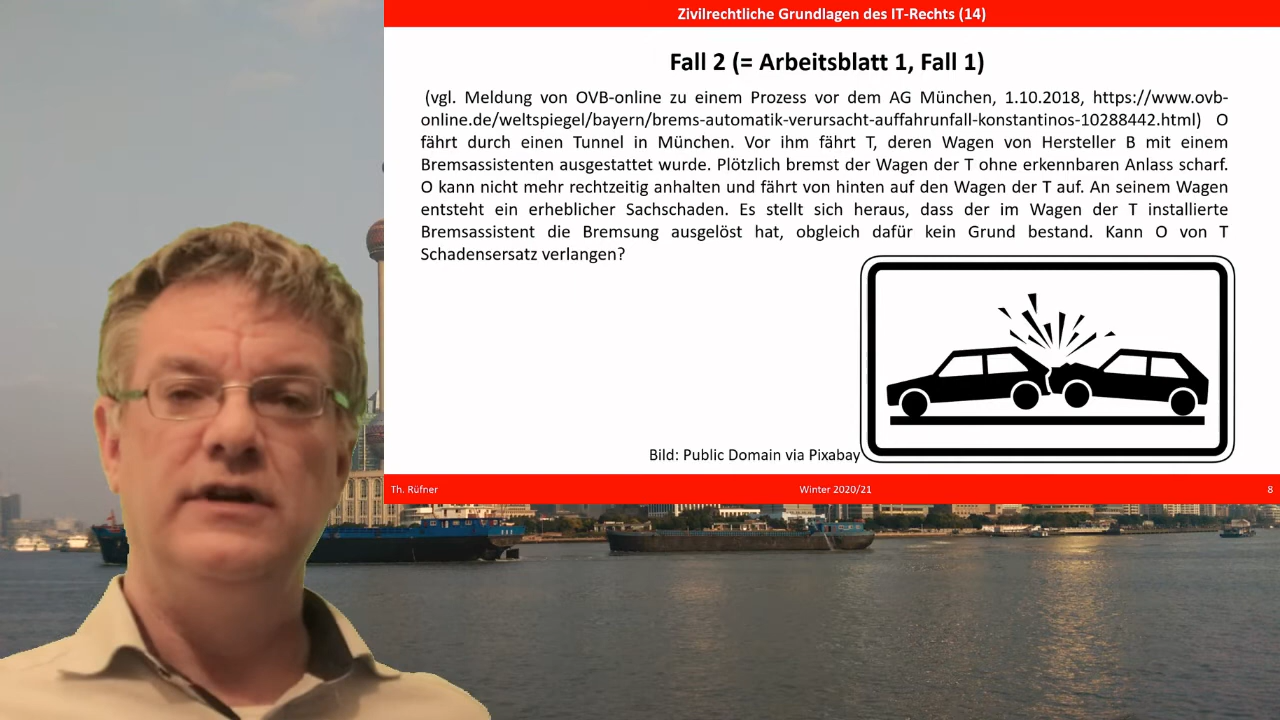 Zivilrechtliche Grundlagen des IT-Rechts (14)
Fall 2 (= Arbeitsblatt 1, Fall 1)
(vgl. Meldung von OVB-online zu einem Prozess vor dem AG München, 1.10.2018, https://www.ovb-
online.de/weltspiegel/bayern/brems-automatik-verursacht-auffahrunfall-konstantinos-10288442.html) O
fährt durch einen Tunnel in München. Vor ihm fährt T, deren Wagen von Hersteller B mit einem
Bremsassistenten ausgestattet wurde. Plötzlich bremst der Wagen der T ohne erkennbaren Anlass scharf.
O kann nicht mehr rechtzeitig anhalten und fährt von hinten auf den Wagen der T auf. An seinem Wagen
entsteht ein erheblicher Sachschaden. Es stellt sich heraus, dass der im Wagen der T installierte
Bremsassistent die Bremsung ausgelöst hat, obgleich dafür kein Grund bestand. Kann O von T
Schadensersatz verlangen?
Bild: Public Domain via Pixabay
Th. Rüfner
Winter 2020/21
8